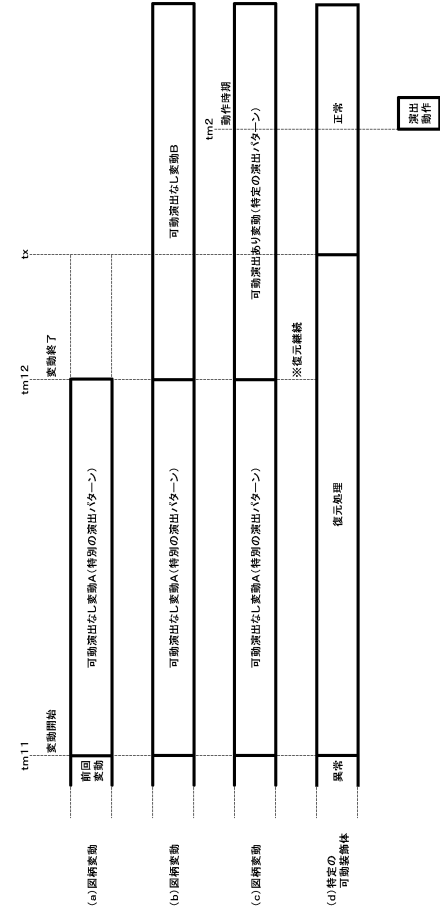 tm11
変動開始
tm12
変動終了
tx
(a)図柄変動
前回
変動
可動演出なし変動A(特別の演出パターン)
(b)図柄変動
可動演出なし変動A(特別の演出パターン)
可動演出なし変動B
tm2
動作時期
(c)図柄変動
可動演出なし変動A(特別の演出パターン)
可動演出あり変動(特定の演出パターン)
※復元継続
(d)特定の
可動装飾体
異常
復元処理
正常
演出
動作